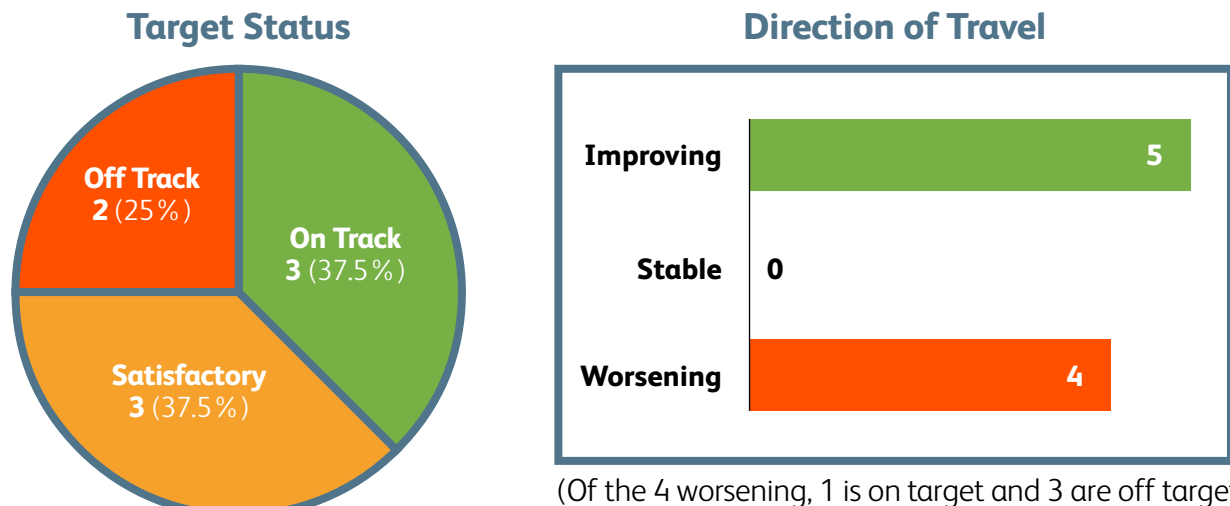 Target Status
Off Track
2 (25%)
On Track
3 (37.5%)
Satisfactory
3 (37.5%)
Direction of Travel
Improving 5
Stable 0
Worsening 4
(Of the 4 worsening, 1 is on target and 3 are off target